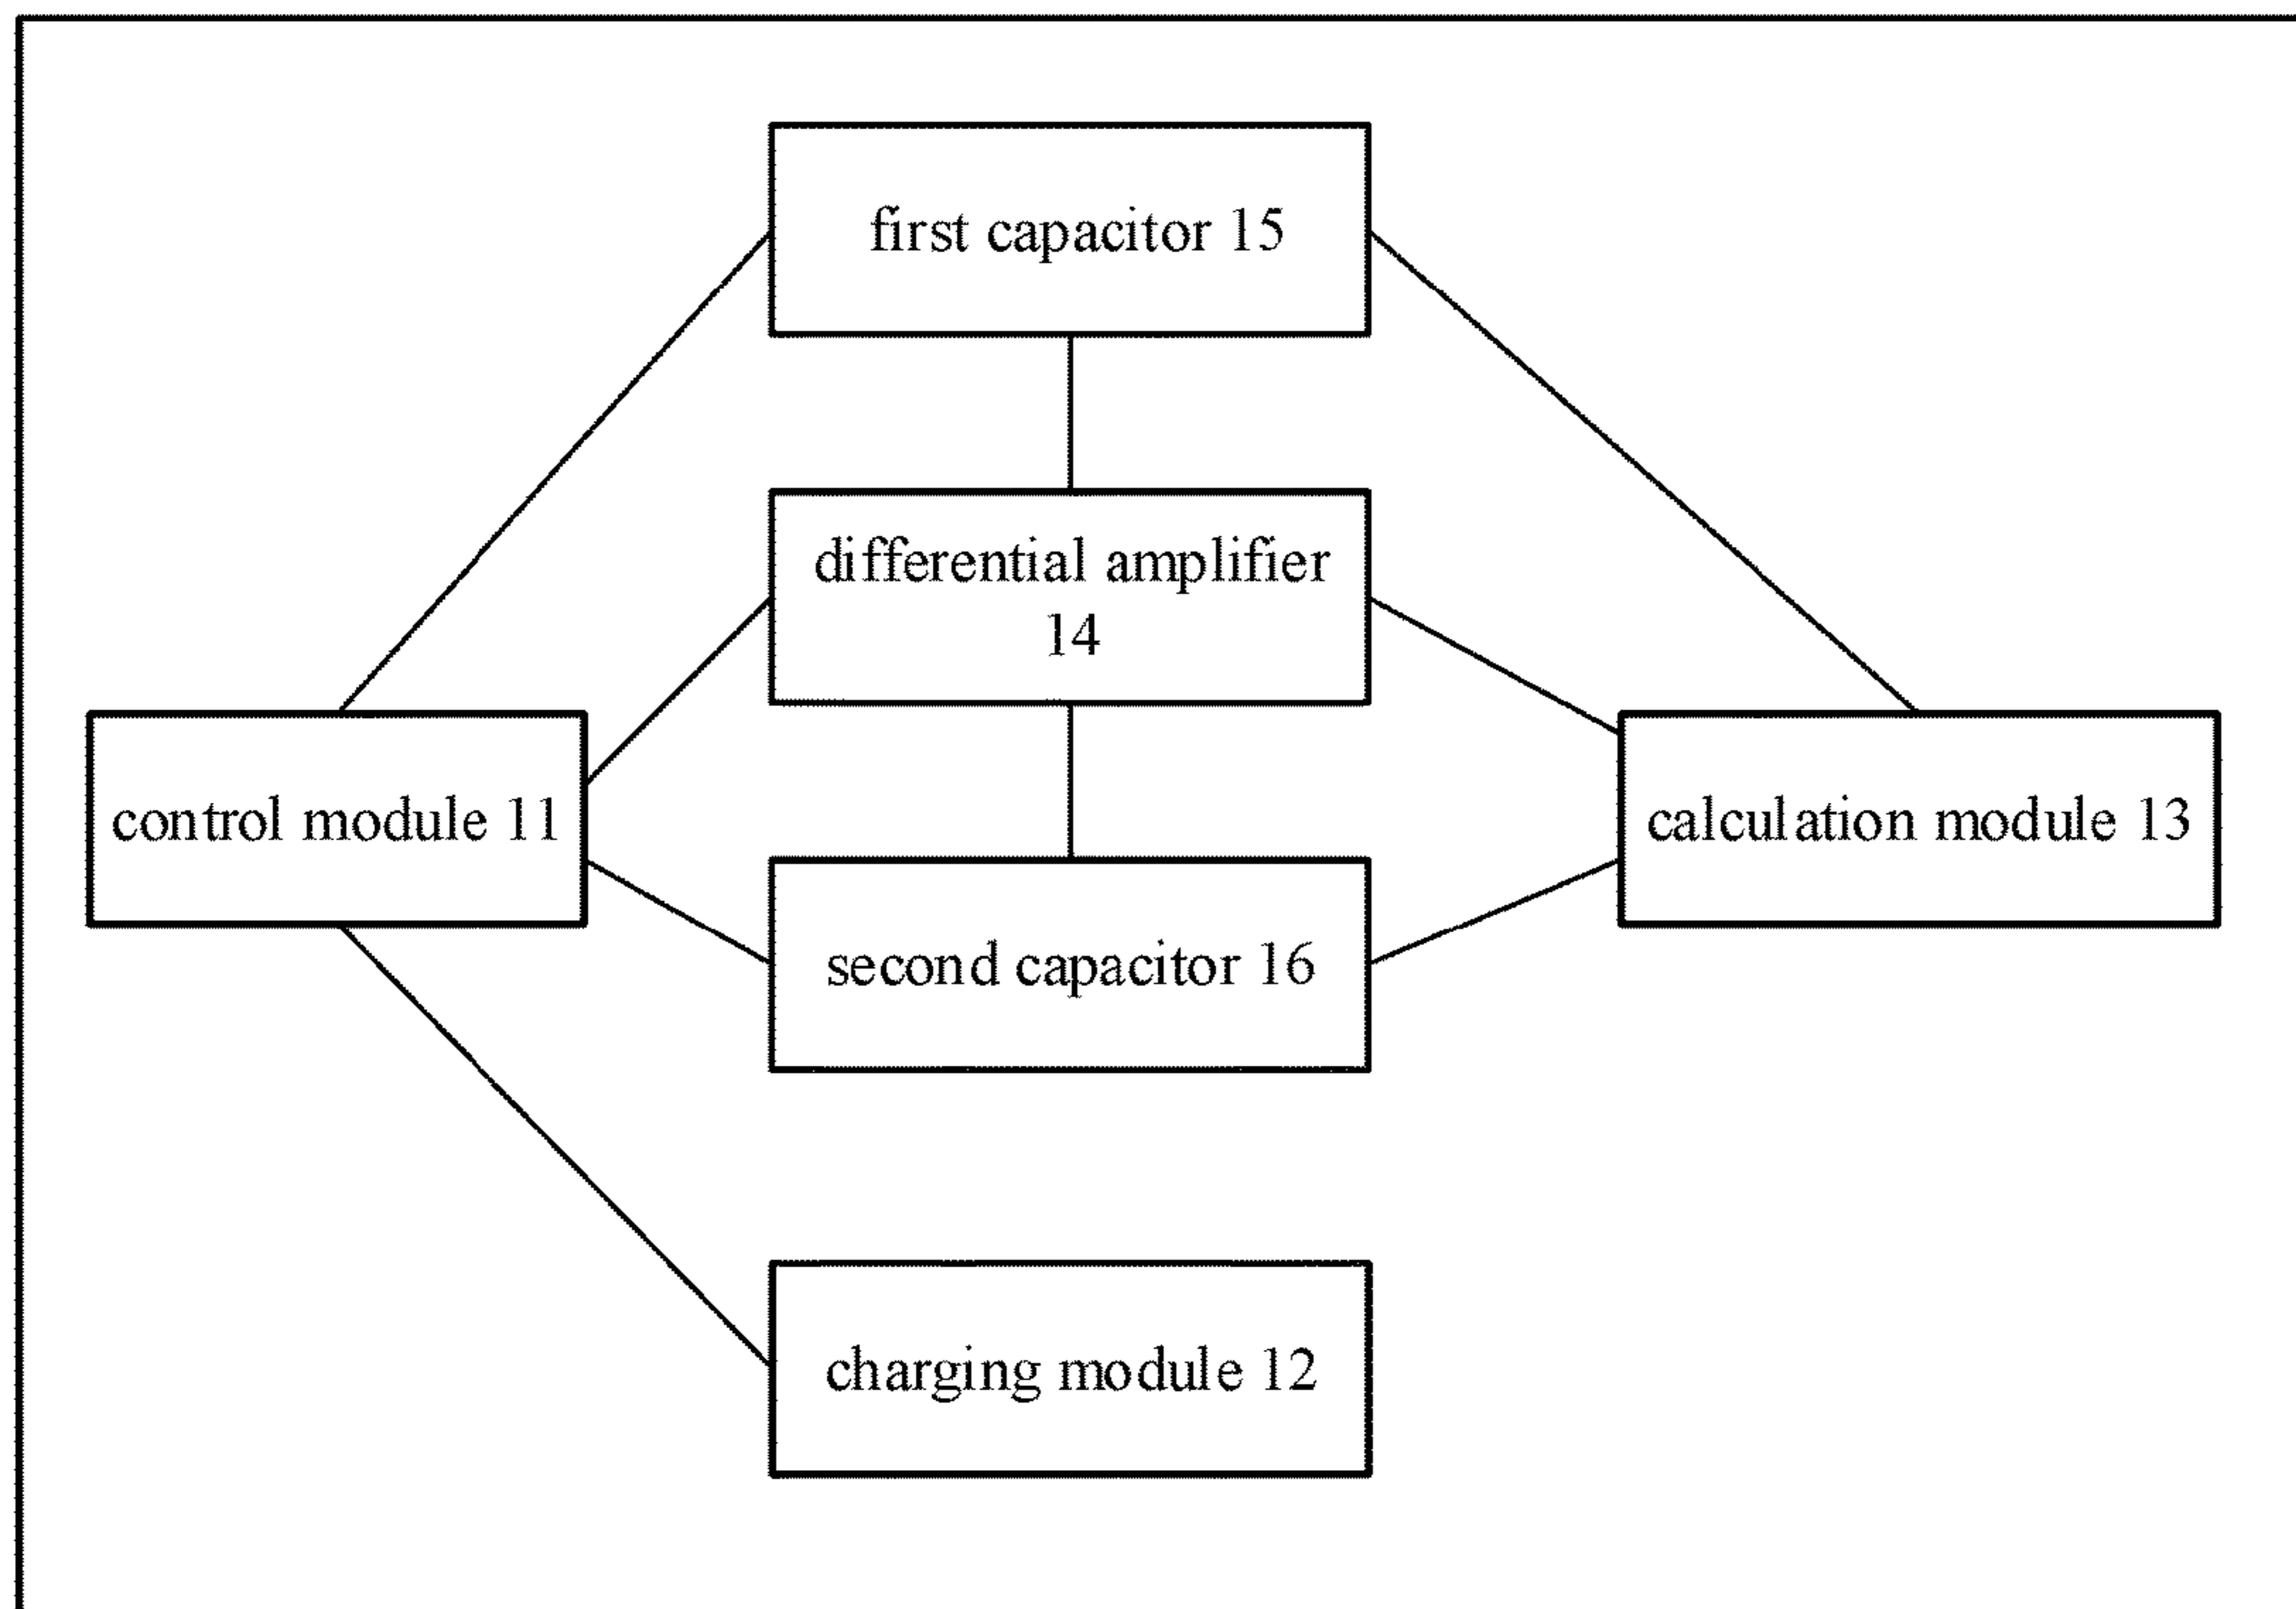 first capacitor 15
differential amplifier
14
control module 11
calculation module 13
second capacitor 16
charging module 12